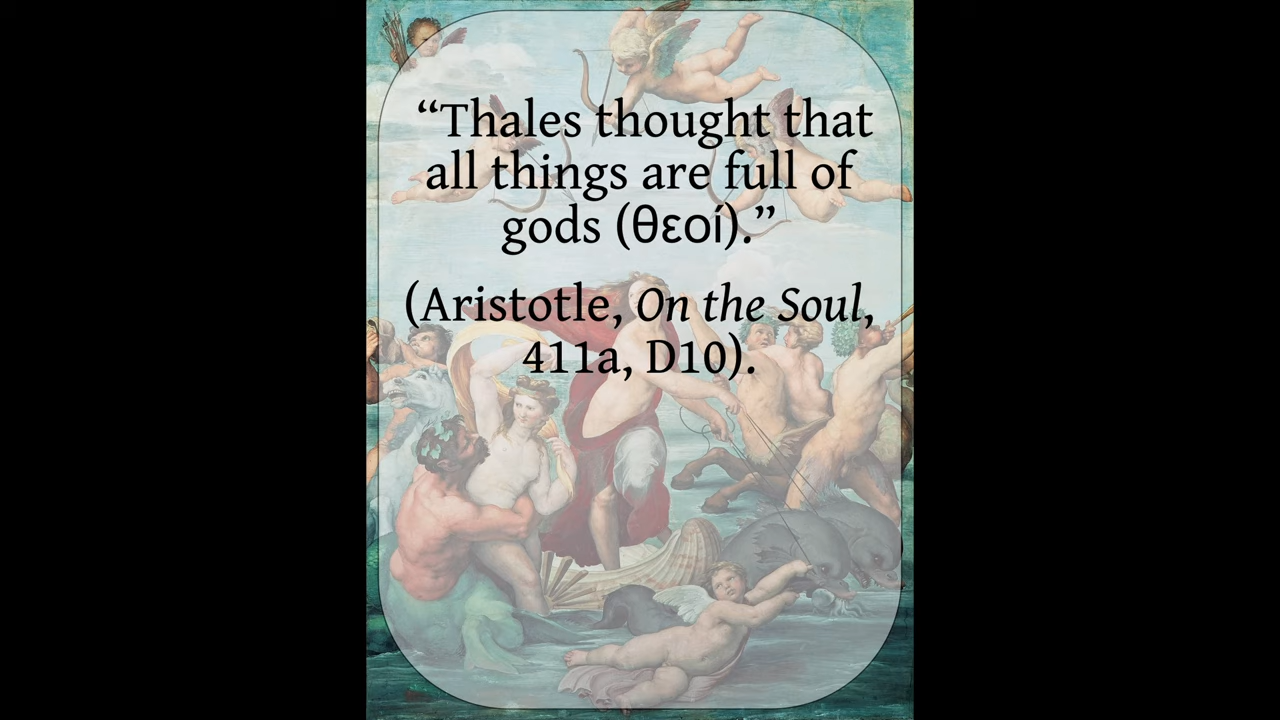 “Thales thought that
all things are full of
gods (θεοί).”
(Aristotle, On the Soul,
411a, D10).